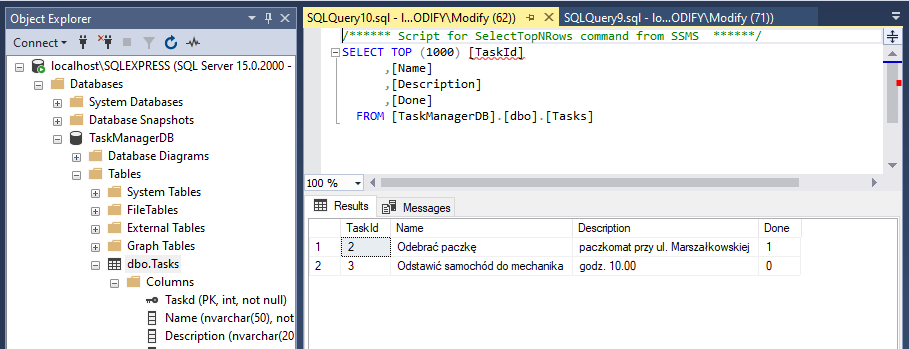 Object Explorer
Connect
localhost\SQLEXPRESS (SQL Server 15.0.2000 -
Databases
System Databases
Database Snapshots
TaskManagerDB
Database Diagrams
Tables
System Tables
FileTables
External Tables
Graph Tables
dbo.Tasks
Columns
Taskd (PK, int, not null)
Name (nvarchar(50), not
Description (nvarchar(20
SQLQuery10.sql - l...ODIFY\Modify (62))
SQLQuery9.sql - lo...ODIFY\Modify (71))
/****** Script for SelectTopNRows command from SSMS ******/
SELECT TOP (1000) [TaskId]
,[Name]
,[Description]
,[Done]
FROM [TaskManagerDB].[dbo].[Tasks]
100 %
Results Messages
TaskId Name Description Done
1 2 Odebrać paczkę paczkomat przy ul. Marszałkowskiej 1
2 3 Odstawić samochód do mechanika godz. 10.00 0